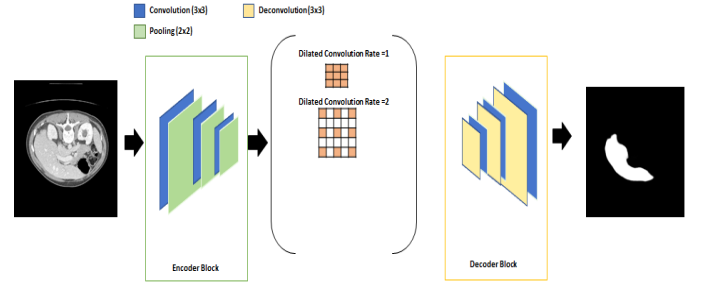 Convolution (3x3)
Deconvolution (3x3)
Pooling (2x2)
Dilated Convolution Rate =1
Dilated Convolution Rate =2
Encoder Block
Decoder Block